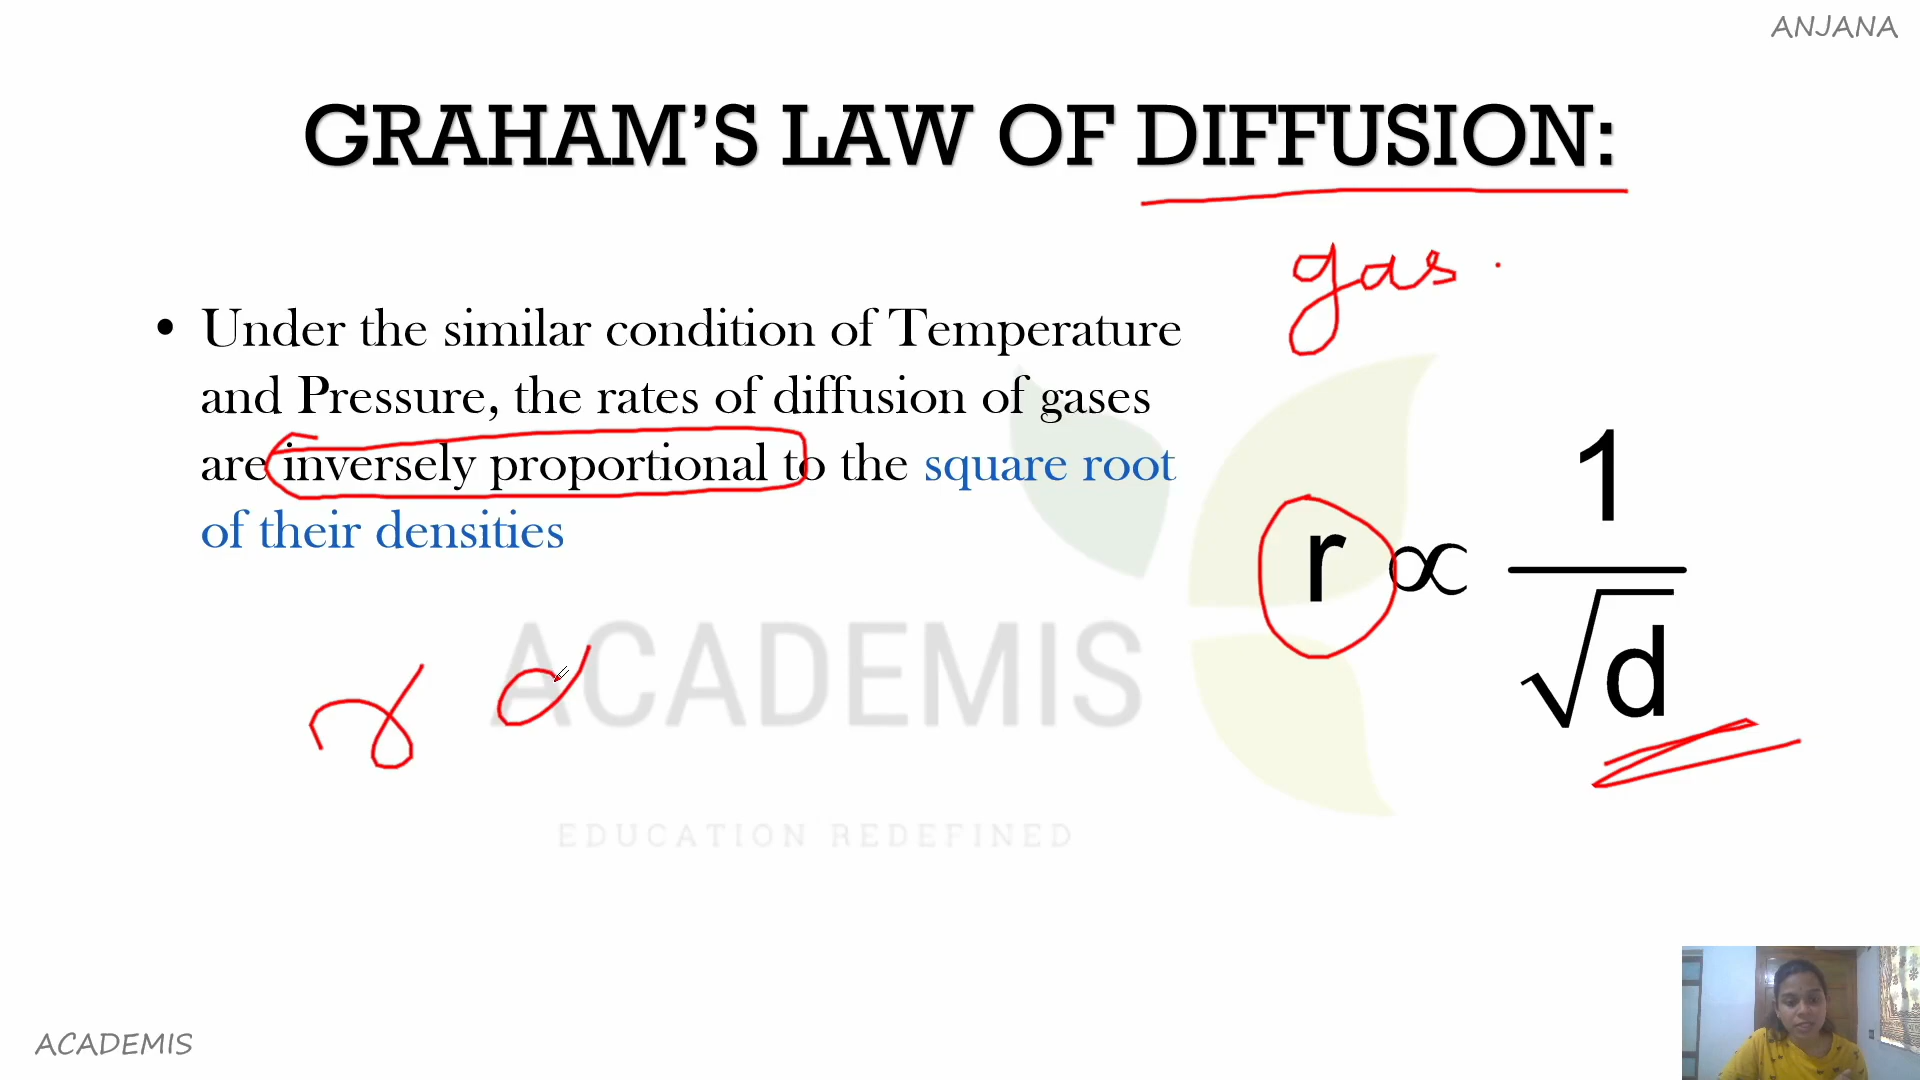 ANJANA
GRAHAM'S LAW OF DIFFUSION:
gas.
• Under the similar condition of Temperature
and Pressure, the rates of diffusion of gases
are inversely proportional to the square root
of their densities
r ∝ 1/√d
ACADEMIS
EDUCATION REDEFINED
ACADEMIS